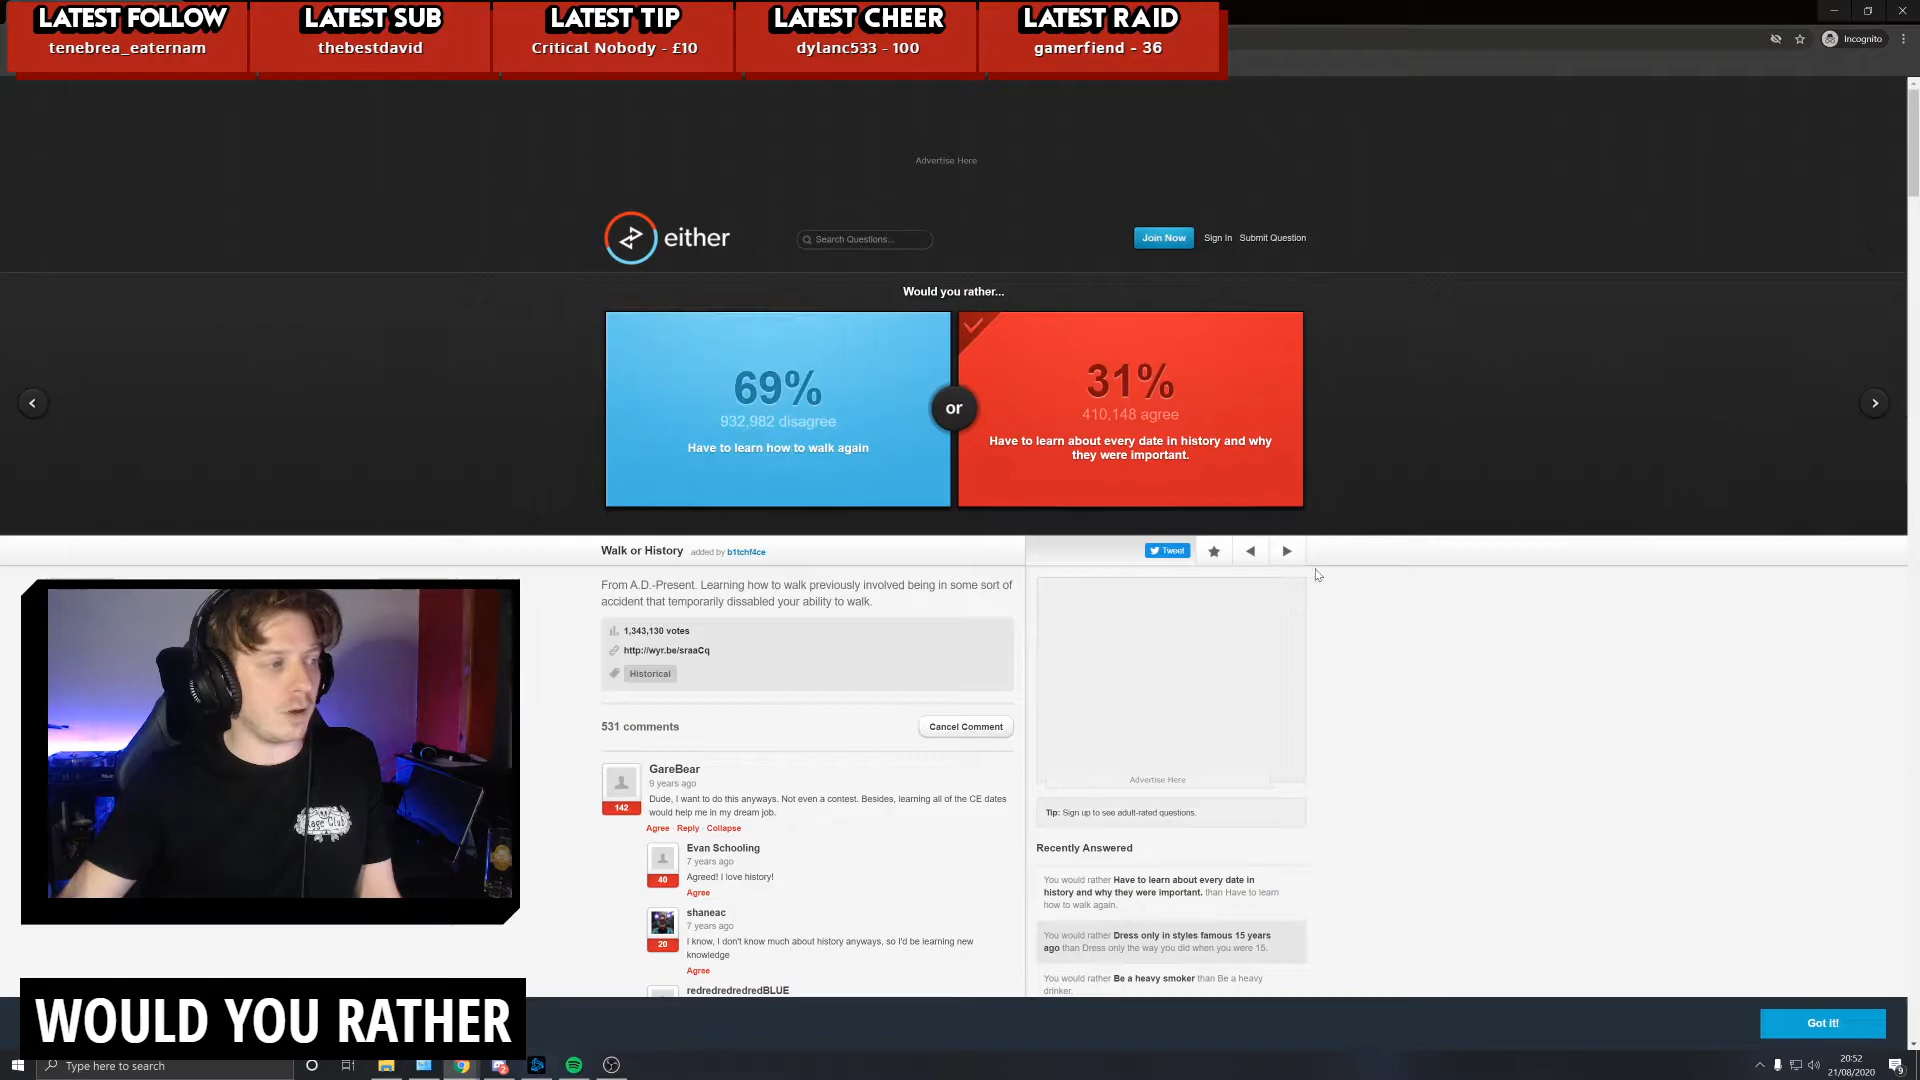 LATEST FOLLOW
tenebrea_eaternam
LATEST SUB
thebestdavid
LATEST TIP
Critical Nobody - £10
LATEST CHEER
dylanc533 - 100
LATEST RAID
gamerfiend - 36
Incognito
Advertise Here
either
Search Questions...
Join Now
Sign In
Submit Question
Would you rather...
69%
932,982 disagree
Have to learn how to walk again
or
31%
410,148 agree
Have to learn about every date in history and why
they were important.
Walk or History added by b1tchf4ce
Tweet
From A.D.-Present. Learning how to walk previously involved being in some sort of
accident that temporarily dissabled your ability to walk.
1,343,130 votes
http://wyr.be/sraaCq
Historical
531 comments
Cancel Comment
GareBear
9 years ago
142
Dude, I want to do this anyways. Not even a contest. Besides, learning all of the CE dates
would help me in my dream job.
Agree · Reply · Collapse
Evan Schooling
7 years ago
40
Agreed! I love history!
Agree
shaneac
7 years ago
20
I know, I don't know much about history anyways, so I'd be learning new
knowledge
Agree
redredredredredBLUE
Advertise Here
Tip: Sign up to see adult-rated questions.
Recently Answered
You would rather Have to learn about every date in
history and why they were important. than Have to learn
how to walk again.
You would rather Dress only in styles famous 15 years
ago than Dress only the way you did when you were 15.
You would rather Be a heavy smoker than Be a heavy
drinker.
Rage Club
WOULD YOU RATHER
Got it!
Type here to search
20:52
21/08/2020